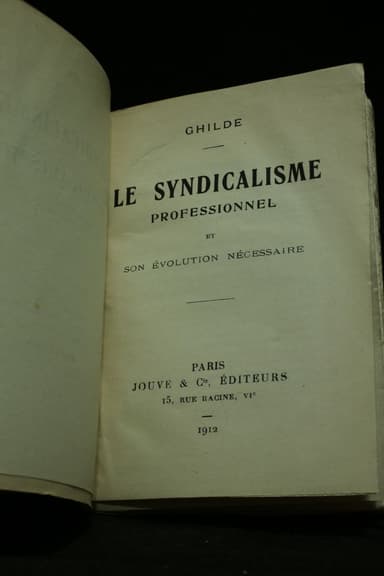 GHILDE
LE SYNDICALISME
PROFESSIONNEL
ET
SON ÉVOLUTION NÉCESSAIRE
PARIS
JOUVE & Cie, ÉDITEURS
15, RUE RACINE, VIe
1912